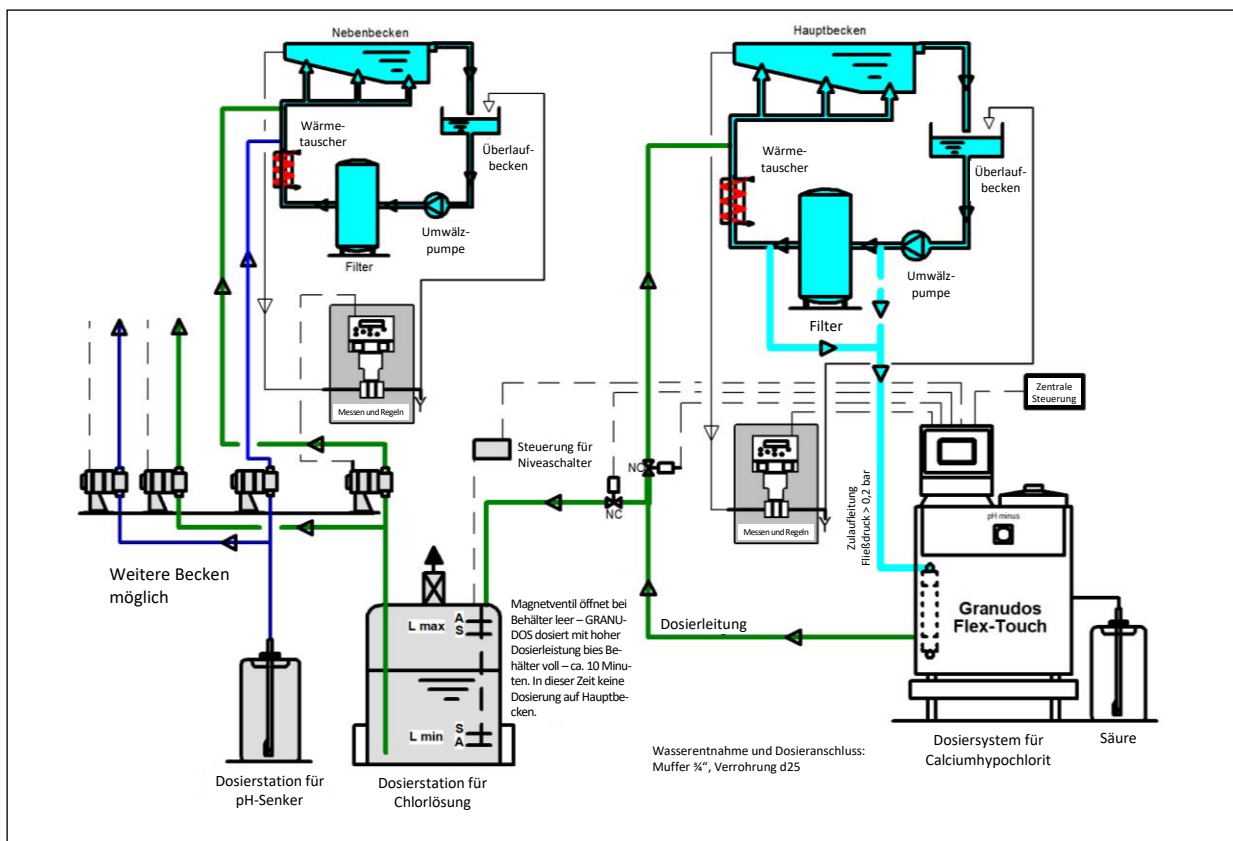 Nebenbecken
Hauptbecken
Wärme-
tauscher
Überlauf-
becken
Umwälz-
pumpe
Filter
Wärme-
tauscher
Überlauf-
becken
Umwälz-
pumpe
Filter
Messen und Regeln
Zentrale
Steuerung
Steuerung für
Niveaschalter
NC
NC
Messen und Regeln
Zulaufleitung
Fließdruck > 0,2 bar
pH minus
Granudos
Flex-Touch
Weitere Becken
möglich
L max
A
S
L min
S
A
Magnetventil öffnet bei
Behälter leer – GRANU-
DOS dosiert mit hoher
Dosierleistung bies Be-
hälter voll – ca. 10 Minu-
ten. In dieser Zeit keine
Dosierung auf Hauptbe-
cken.
Dosierleitung
Wasserentnahme und Dosieranschluss:
Muffer ¾“, Verrohrung d25
Dosierstation für
pH-Senker
Dosierstation für
Chlorlösung
Dosiersystem für
Calciumhypochlorit
Säure